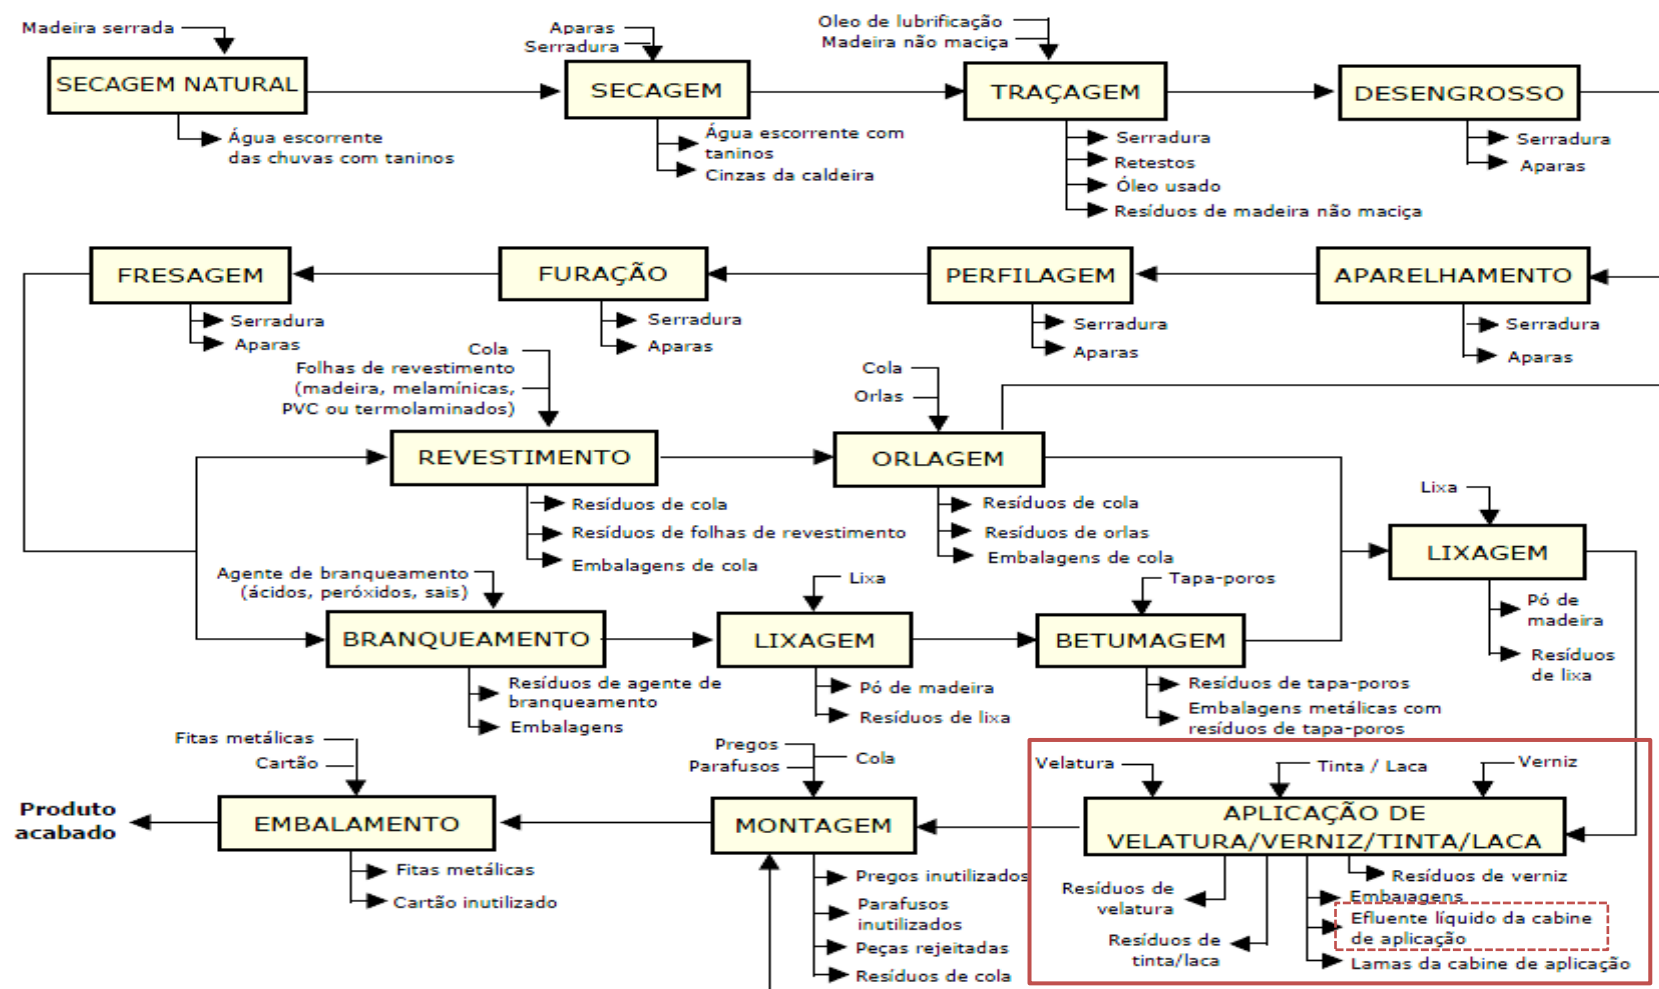 Madeira serrada
SECAGEM NATURAL
Água escorrente
das chuvas com taninos
Aparas
Serradura
SECAGEM
Água escorrente com
taninos
Cinzas da caldeira
Oleo de lubrificação
Madeira não maciça
TRAÇAGEM
Serradura
Retestos
Óleo usado
Resíduos de madeira não maciça
DESENGROSSO
Serradura
Aparas
FRESAGEM
Serradura
Aparas
FURAÇÃO
Serradura
Aparas
PERFILAGEM
Serradura
Aparas
APARELHAMENTO
Serradura
Aparas
Cola
Folhas de revestimento
(madeira, melamínicas,
PVC ou termolaminados)
REVESTIMENTO
Resíduos de cola
Resíduos de folhas de revestimento
Embalagens de cola
Cola
Orlas
ORLAGEM
Resíduos de cola
Resíduos de orlas
Embalagens de cola
Lixa
LIXAGEM
Pó de
madeira
Resíduos
de lixa
Agente de branqueamento
(ácidos, peróxidos, sais)
BRANQUEAMENTO
Resíduos de agente de
branqueamento
Embalagens
Lixa
LIXAGEM
Pó de madeira
Resíduos de lixa
Tapa-poros
BETUMAGEM
Resíduos de tapa-poros
Embalagens metálicas com
resíduos de tapa-poros
Fitas metálicas
Cartão
Produto
acabado
EMBALAMENTO
Fitas metálicas
Cartão inutilizado
Pregos
Parafusos
Cola
MONTAGEM
Pregos inutilizados
Parafusos
inutilizados
Peças rejeitadas
Resíduos de cola
Velatura
Tinta / Laca
Verniz
APLICAÇÃO DE
VELATURA/VERNIZ/TINTA/LACA
Resíduos de
velatura
Resíduos de
tinta/laca
Resíduos de verniz
Embalagens
Efluente líquido da cabine
de aplicação
Lamas da cabine de aplicação